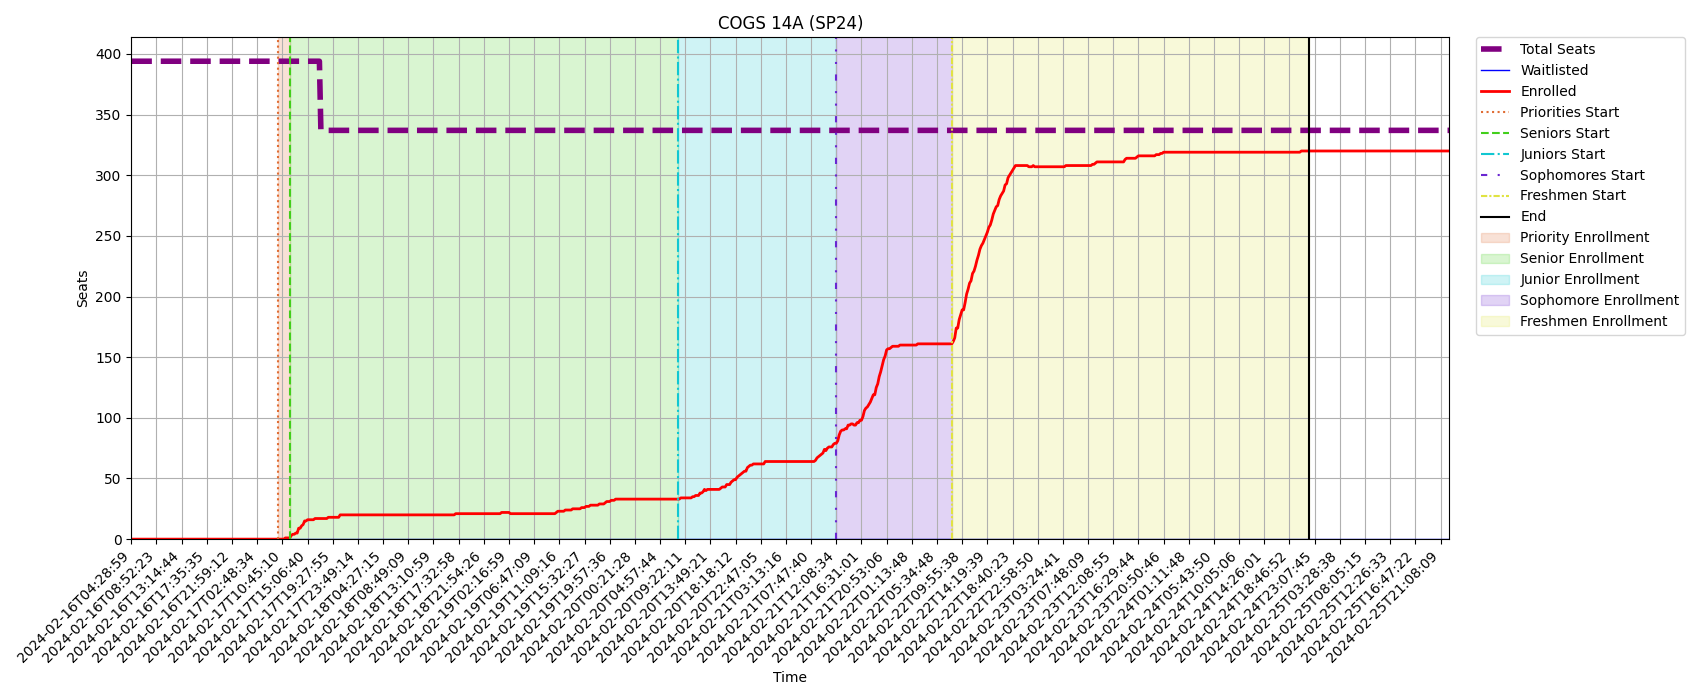 COGS 14A (SP24)
Seats
400
350
300
250
200
150
100
50
0
2024-02-16T04:28:59
2024-02-16T08:52:23
2024-02-16T13:14:44
2024-02-16T17:35:35
2024-02-16T21:59:12
2024-02-17T02:48:34
2024-02-17T10:45:10
2024-02-17T15:06:40
2024-02-17T19:27:55
2024-02-17T23:49:14
2024-02-18T04:27:15
2024-02-18T08:49:09
2024-02-18T13:10:59
2024-02-18T17:32:58
2024-02-18T21:54:26
2024-02-19T02:16:59
2024-02-19T06:47:09
2024-02-19T11:09:16
2024-02-19T15:32:27
2024-02-19T19:57:36
2024-02-20T00:21:28
2024-02-20T04:57:44
2024-02-20T09:22:11
2024-02-20T13:49:21
2024-02-20T18:18:12
2024-02-20T22:47:05
2024-02-21T03:13:16
2024-02-21T07:47:40
2024-02-21T12:08:34
2024-02-21T16:31:01
2024-02-21T20:53:06
2024-02-22T01:13:48
2024-02-22T05:34:48
2024-02-22T09:55:38
2024-02-22T14:19:39
2024-02-22T18:40:23
2024-02-22T22:58:50
2024-02-23T03:24:41
2024-02-23T07:48:09
2024-02-23T12:08:55
2024-02-23T16:29:44
2024-02-23T20:50:46
2024-02-24T01:11:48
2024-02-24T05:43:50
2024-02-24T10:05:06
2024-02-24T14:26:01
2024-02-24T18:46:52
2024-02-24T23:07:45
2024-02-25T03:28:38
2024-02-25T08:05:15
2024-02-25T12:26:33
2024-02-25T16:47:22
2024-02-25T21:08:09
Time
Total Seats
Waitlisted
Enrolled
Priorities Start
Seniors Start
Juniors Start
Sophomores Start
Freshmen Start
End
Priority Enrollment
Senior Enrollment
Junior Enrollment
Sophomore Enrollment
Freshmen Enrollment